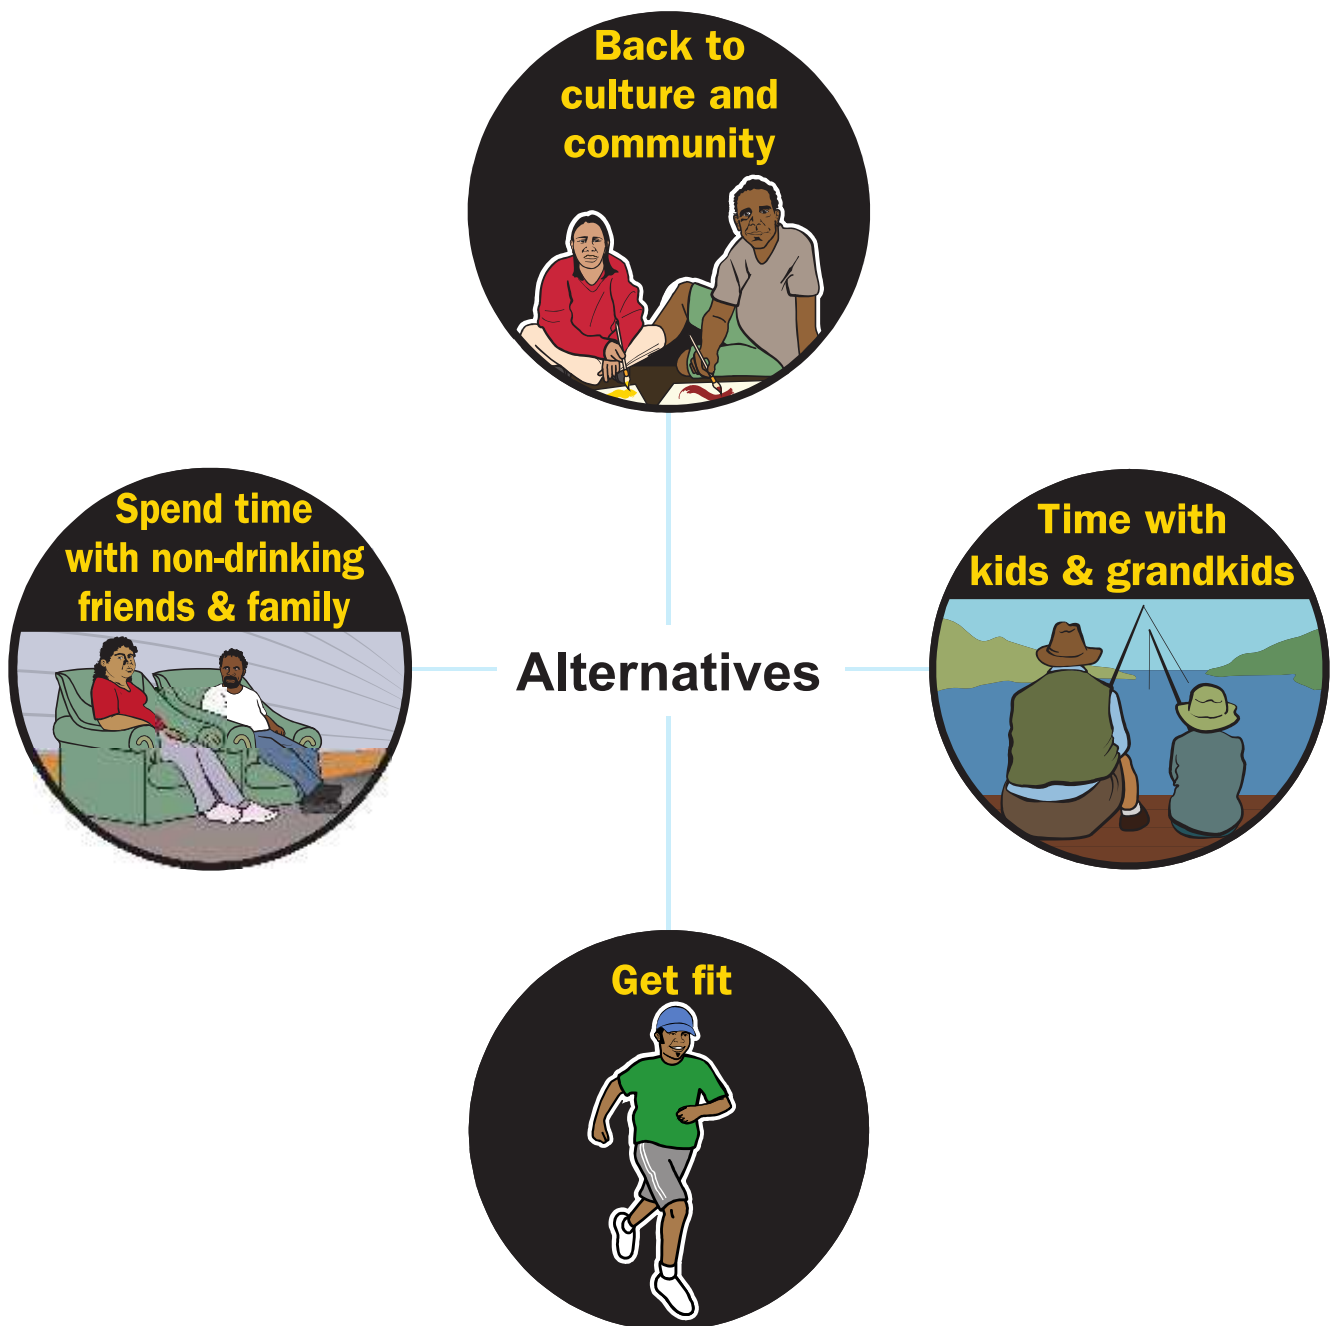 Back to
culture and
community
Spend time
with non-drinking
friends & family
Time with
kids & grandkids
Alternatives
Get fit